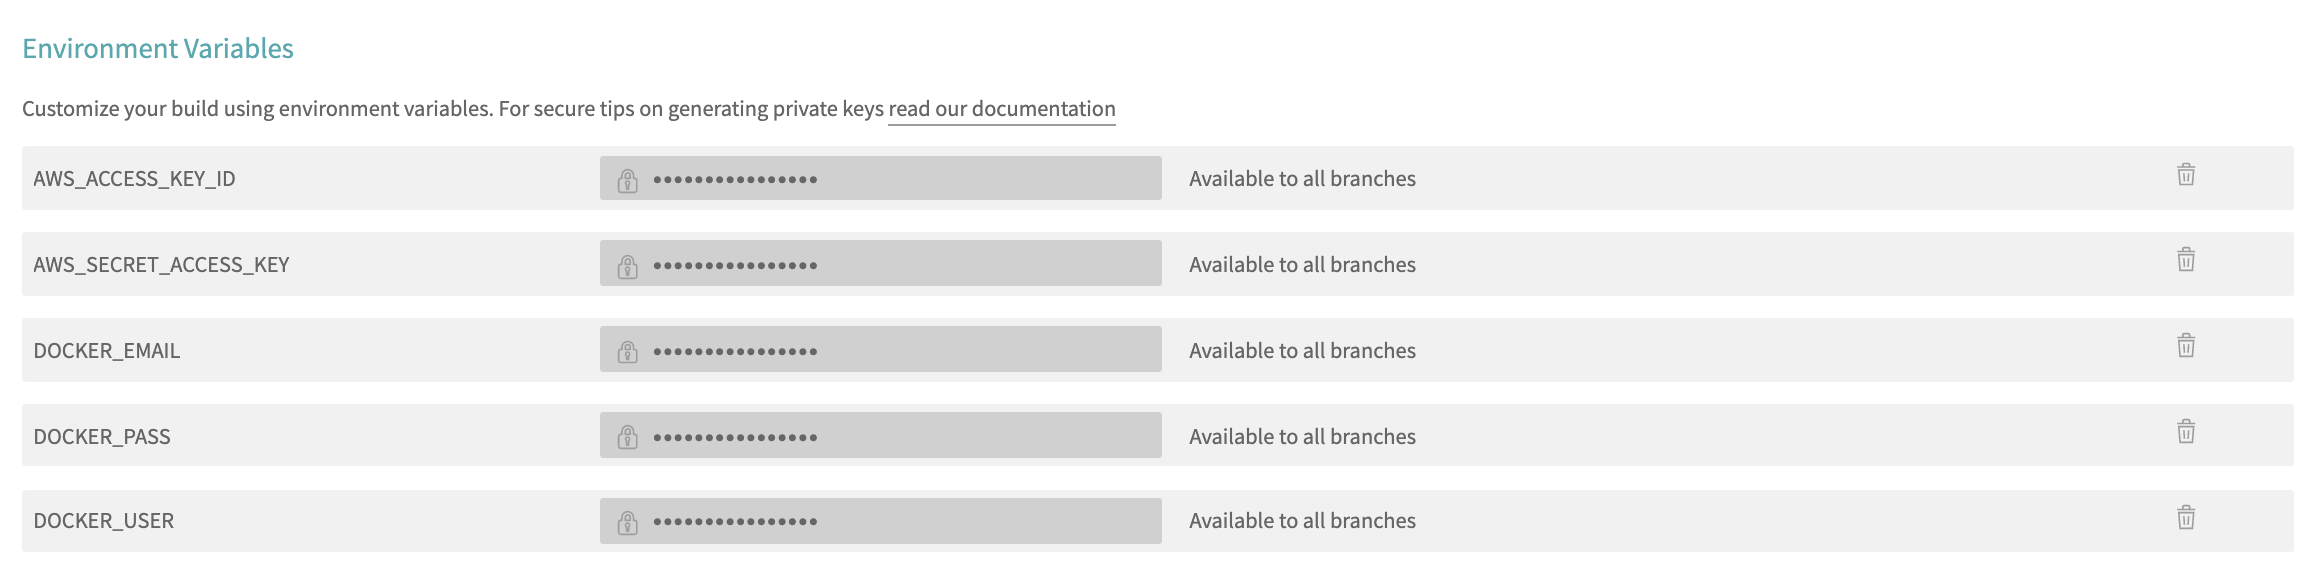 Environment Variables
Customize your build using environment variables. For secure tips on generating private keys read our documentation
AWS_ACCESS_KEY_ID •••••••••••••••• Available to all branches
AWS_SECRET_ACCESS_KEY •••••••••••••••• Available to all branches
DOCKER_EMAIL •••••••••••••••• Available to all branches
DOCKER_PASS •••••••••••••••• Available to all branches
DOCKER_USER •••••••••••••••• Available to all branches